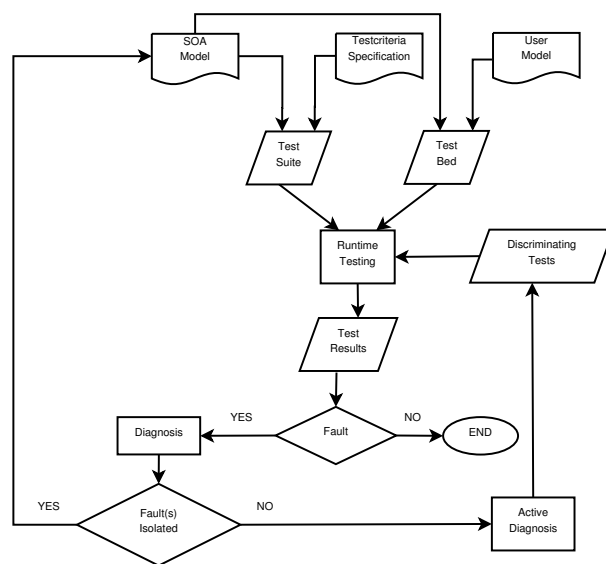 SOA
Model
Testcriteria
Specification
User
Model
Test
Suite
Test
Bed
Runtime
Testing
Discriminating
Tests
Test
Results
YES
NO
Diagnosis
Fault
END
YES
NO
Fault(s)
Isolated
Active
Diagnosis